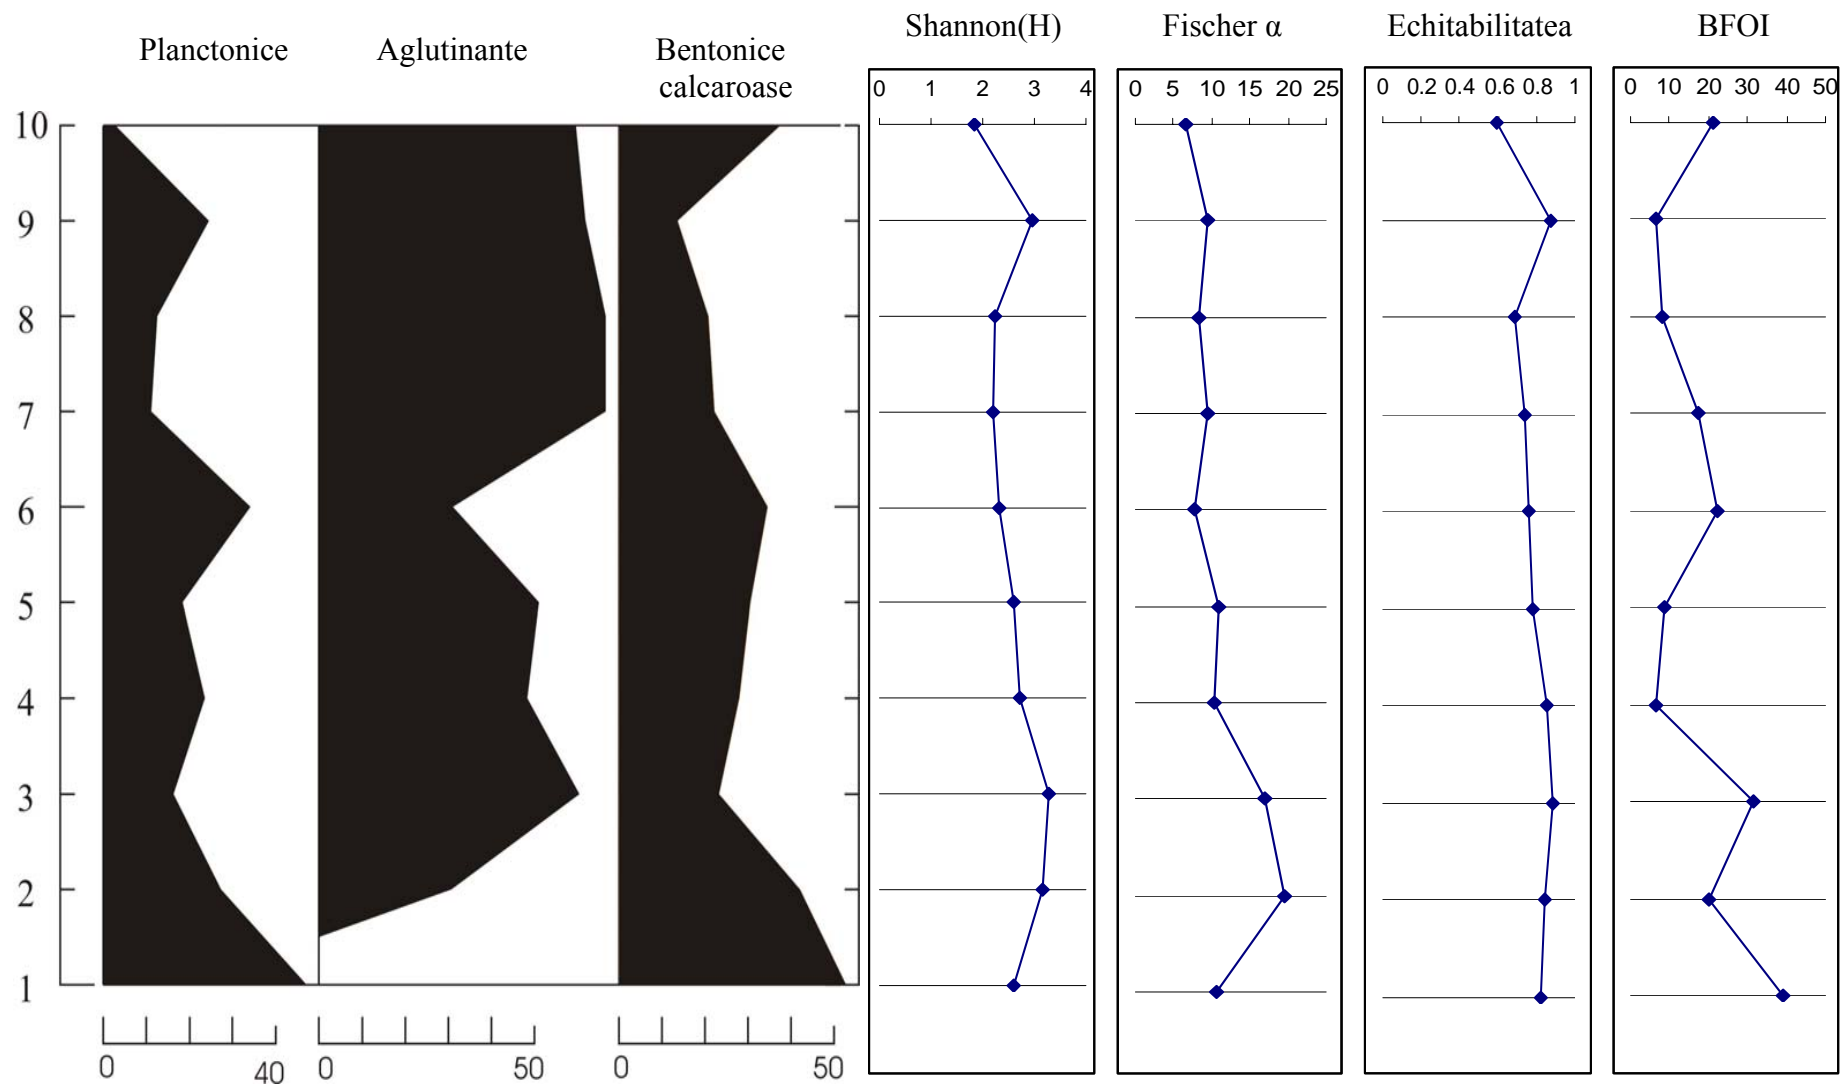 Planctonice
Aglutinante
Bentonice
calcaroase
Shannon(H)
Fischer α
Echitabilitatea
BFOI
0 1 2 3 4
0 5 10 15 20 25
0 0.2 0.4 0.6 0.8 1
0 10 20 30 40 50
10
9
8
7
6
5
4
3
2
1
0 40
0 50
0 50